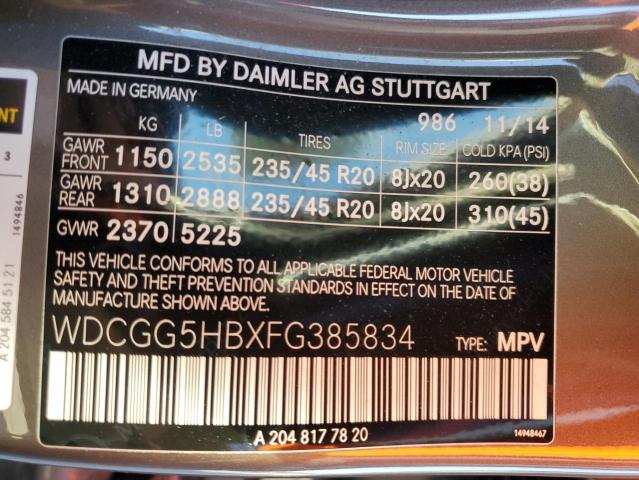 MFD BY DAIMLER AG STUTTGART
MADE IN GERMANY
986 11/14
KG LB TIRES RIM SIZE COLD KPA (PSI)
GAWR FRONT 1150 2535 235/45 R20 8Jx20 260(38)
GAWR REAR 1310 2888 235/45 R20 8Jx20 310(45)
GVWR 2370 5225
THIS VEHICLE CONFORMS TO ALL APPLICABLE FEDERAL MOTOR VEHICLE
SAFETY AND THEFT PREVENTION STANDARDS IN EFFECT ON THE DATE
OF MANUFACTURE SHOWN ABOVE.
WDCGG5HBXFG385834 TYPE: MPV
A 204 817 78 20
14948467
3
1494846
A 204 584 51 21